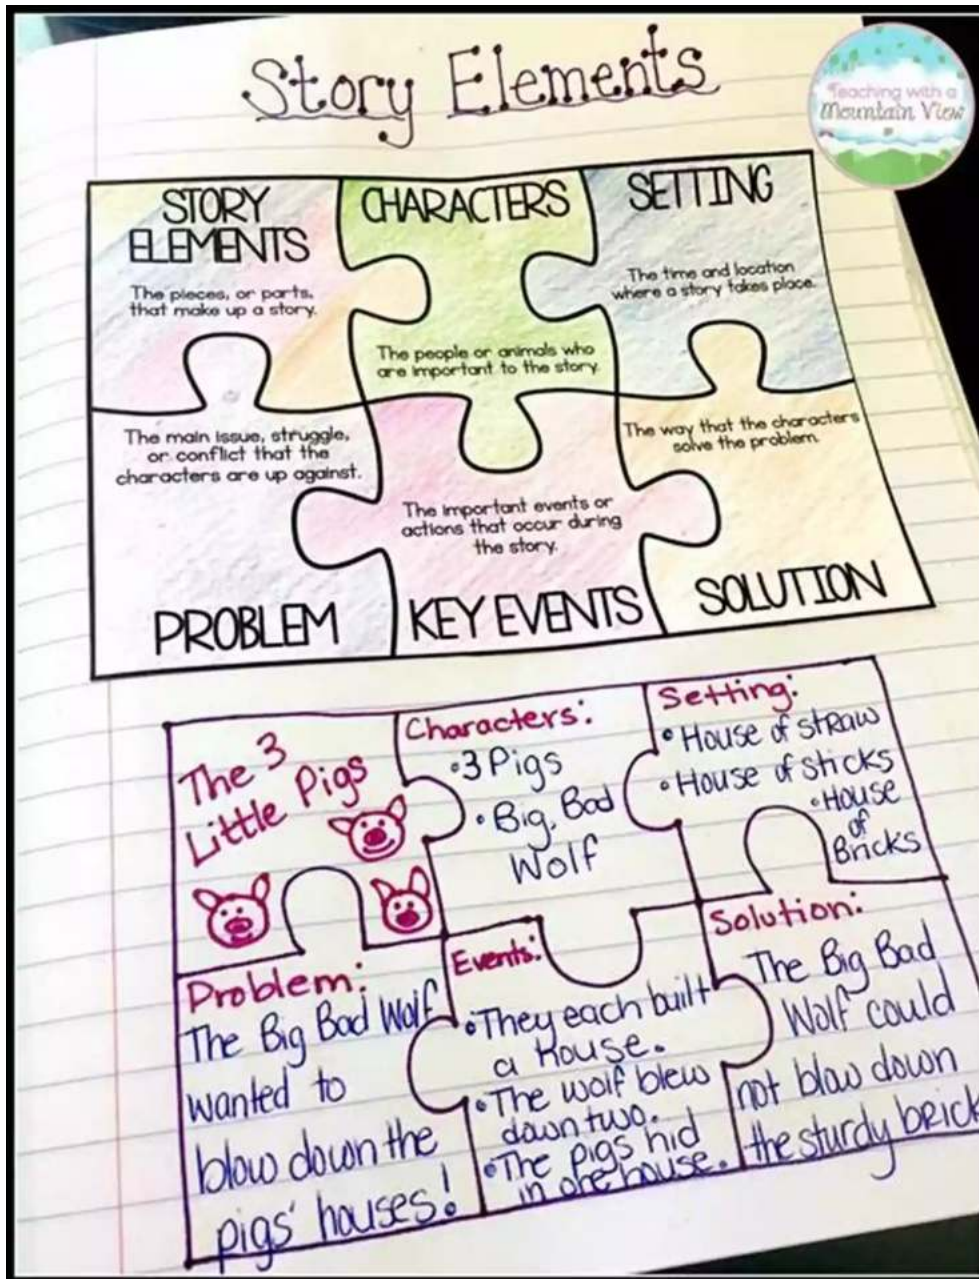 Story Elements
Teaching with a
Mountain View
STORY
ELEMENTS
The pieces, or parts,
that make up a story.
CHARACTERS
The people or animals who
are important to the story.
SETTING
The time and location
where a story takes place.
The main issue, struggle,
or conflict that the
characters are up against.
PROBLEM
The important events or
actions that occur during
the story.
KEY EVENTS
The way that the characters
solve the problem.
SOLUTION
The 3
Little Pigs
Characters:
•3 Pigs
•Big, Bad
Wolf
Setting:
•House of straw
•House of sticks
•House
of
Bricks
Problem:
The Big Bad Wolf
wanted to
blow down the
pigs' houses!
Events:
•They each built
a house.
•The wolf blew
down two.
•The pigs hid
in one house.
Solution:
The Big Bad
Wolf could
not blow down
the sturdy brick